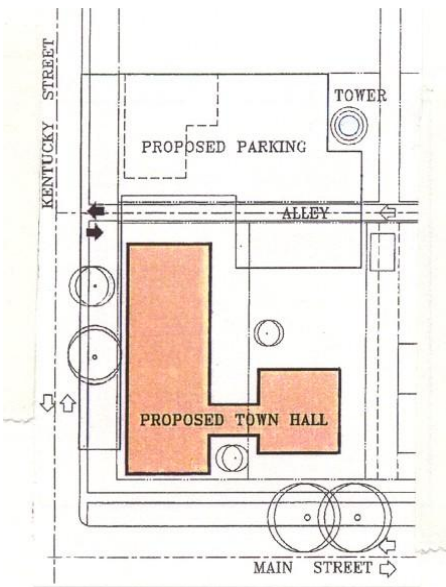 KENTUCKY STREET
TOWER
PROPOSED PARKING
ALLEY
PROPOSED TOWN HALL
MAIN STREET